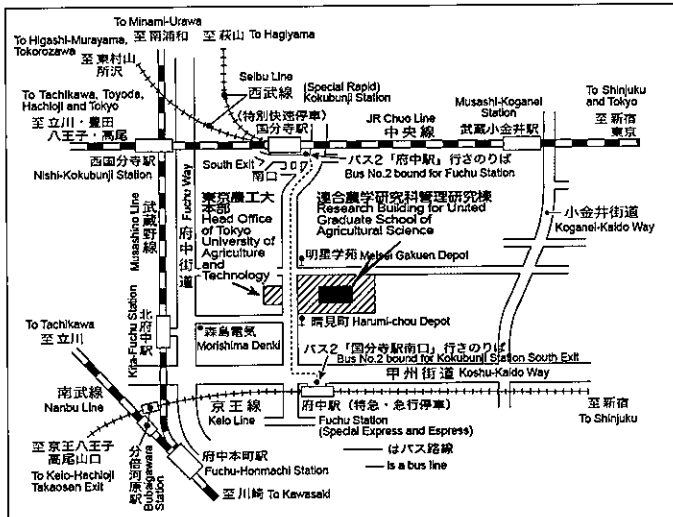 To Minami-Urawa
至南浦和
至萩山 To Hagiyama
To Higashi-Murayama,
Tokorozawa
至東村山
所沢
Seibu Line
西武線
(Special Rapid)
Kokubunji Station
(特別快速停車)
国分寺駅
To Tachikawa, Toyoda,
Hachioji and Tokyo
至立川・豊田
八王子・高尾
JR Chuo Line
中央線
Musashi-Koganei
Station
武蔵小金井駅
To Shinjuku
and Tokyo
至新宿
東京
西国分寺駅
Nishi-Kokubunji Station
South Exit
南口
バス2「府中駅」行さのりば
Bus No.2 bound for Fuchu Station
Musashino Line
武蔵野線
Fuchu Way
府中街道
東京農工大
本部
Head Office
of Tokyo
University of
Agriculture
and
Technology
連合農学研究科管理研究棟
Research Building for United
Graduate School of
Agricultural Science
小金井街道
Koganei-Kaido Way
明星学苑 Meisei Gakuen Depot
Kita-Fuchu Station
北府中駅
森島電気
Morishima Denki
晴見町 Harumi-chou Depot
バス2「国分寺駅南口」行さのりば
Bus No.2 bound for Kokubunji Station South Exit
甲州街道 Koshu-Kaido Way
To Tachikawa
至立川
南武線
Nanbu Line
京王線
Keio Line
府中駅(特急・急行停車)
Fuchu Station
(Special Express and Espress)
至新宿
To Shinjuku
至京王八王子
高尾山口
To Keio-Hachioji
Takaosan Exit
分倍河原駅
Bubaigawara
Station
府中本町駅
Fuchu-Honmachi Station
至川崎 To Kawasaki
はバス路線
is a bus line